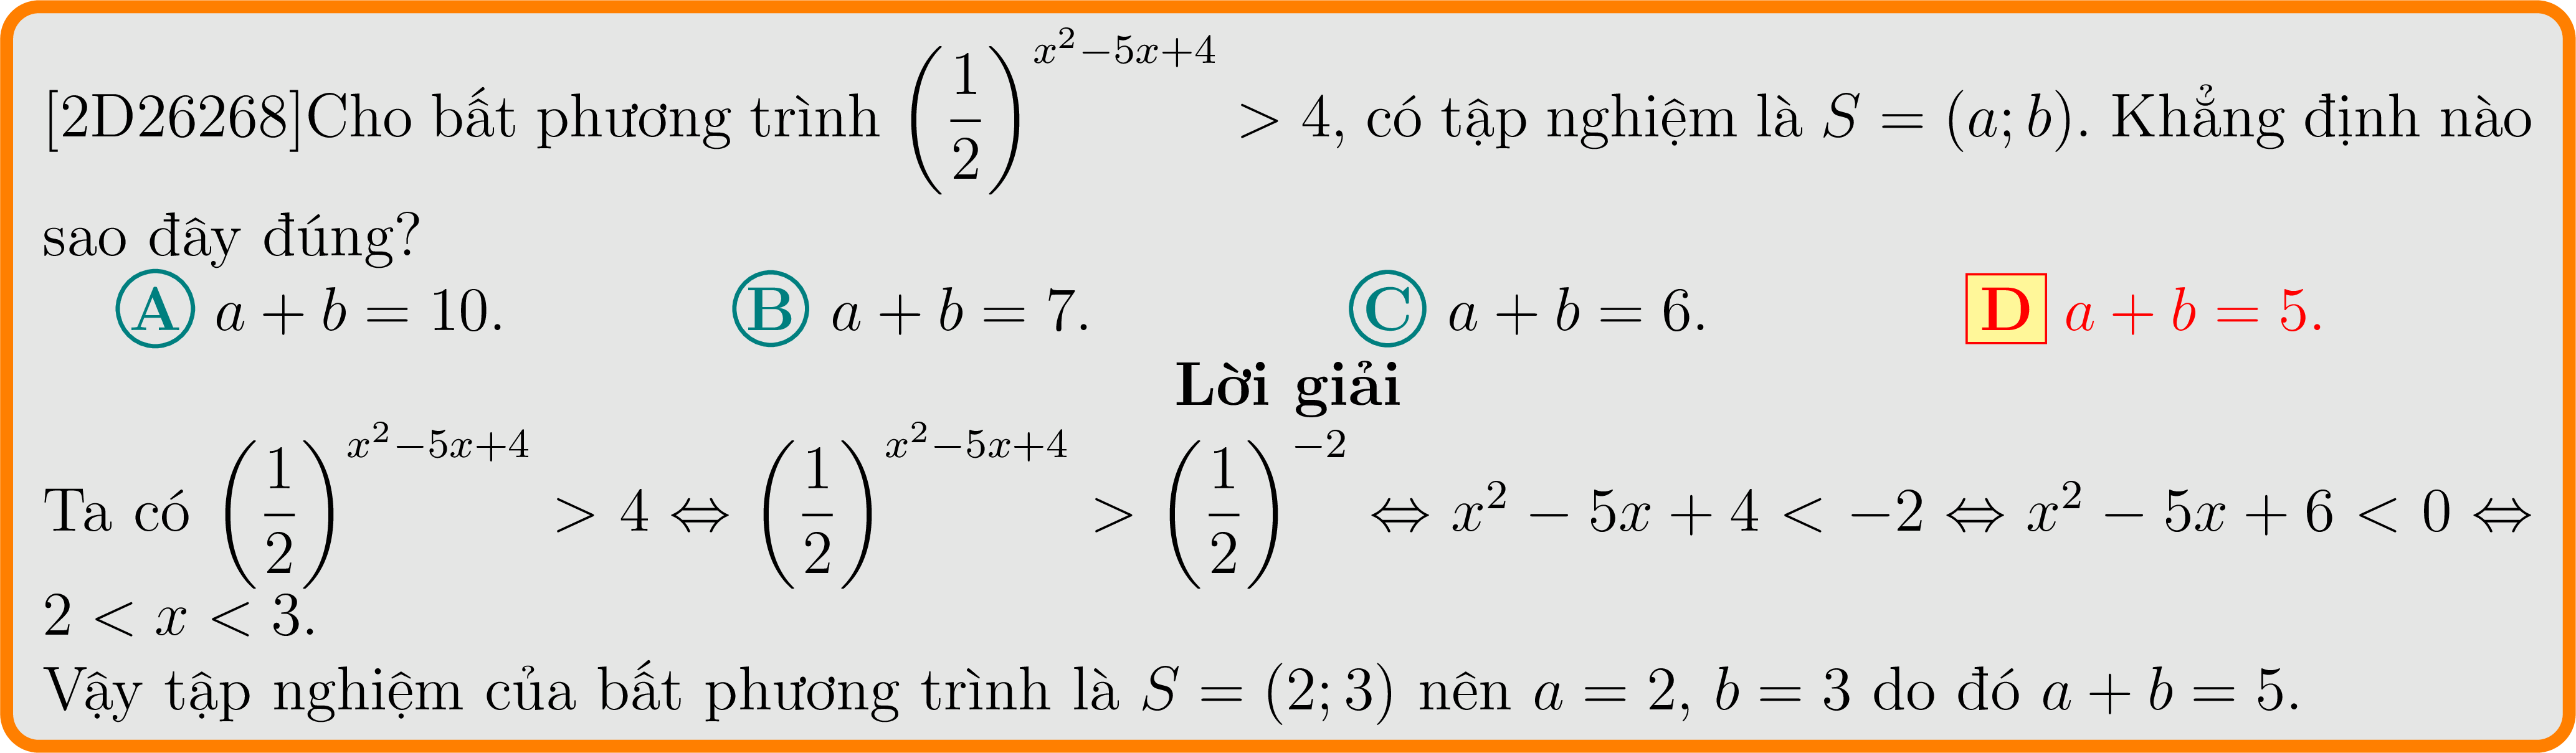 [2D26268]Cho bất phương trình $\left(\frac{1}{2}\right)^{x^2-5x+4} > 4$, có tập nghiệm là $S = (a; b)$. Khẳng định nào
sao đây đúng?
A a + b = 10. B a + b = 7. C a + b = 6. D a + b = 5.
Lời giải
Ta có $\left(\frac{1}{2}\right)^{x^2-5x+4} > 4 \Leftrightarrow \left(\frac{1}{2}\right)^{x^2-5x+4} > \left(\frac{1}{2}\right)^{-2} \Leftrightarrow x^2 - 5x + 4 < -2 \Leftrightarrow x^2 - 5x + 6 < 0 \Leftrightarrow$
2 < x < 3.
Vậy tập nghiệm của bất phương trình là $S = (2; 3)$ nên a = 2, b = 3 do đó a + b = 5.